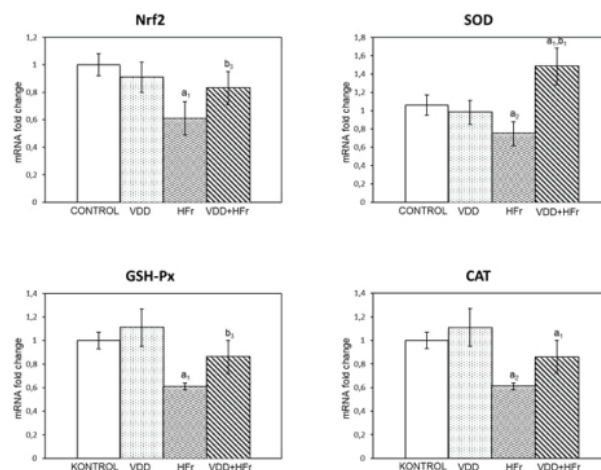 Nrf2
mRNA fold change
1,2
1
0,8
0,6
0,4
0,2
0
a1
b1
CONTROL VDD HFr VDD+HFr
SOD
mRNA fold change
1,8
1,6
1,4
1,2
1
0,8
0,6
0,4
0,2
0
a2
a1,b1
CONTROL VDD HFr VDD+HFr
GSH-Px
mRNA fold change
1,4
1,2
1
0,8
0,6
0,4
0,2
0
a1
b1
KONTROL VDD HFr VDD+HFr
CAT
mRNA fold change
1,4
1,2
1
0,8
0,6
0,4
0,2
0
a2
a1
KONTROL VDD HFr VDD+HFr